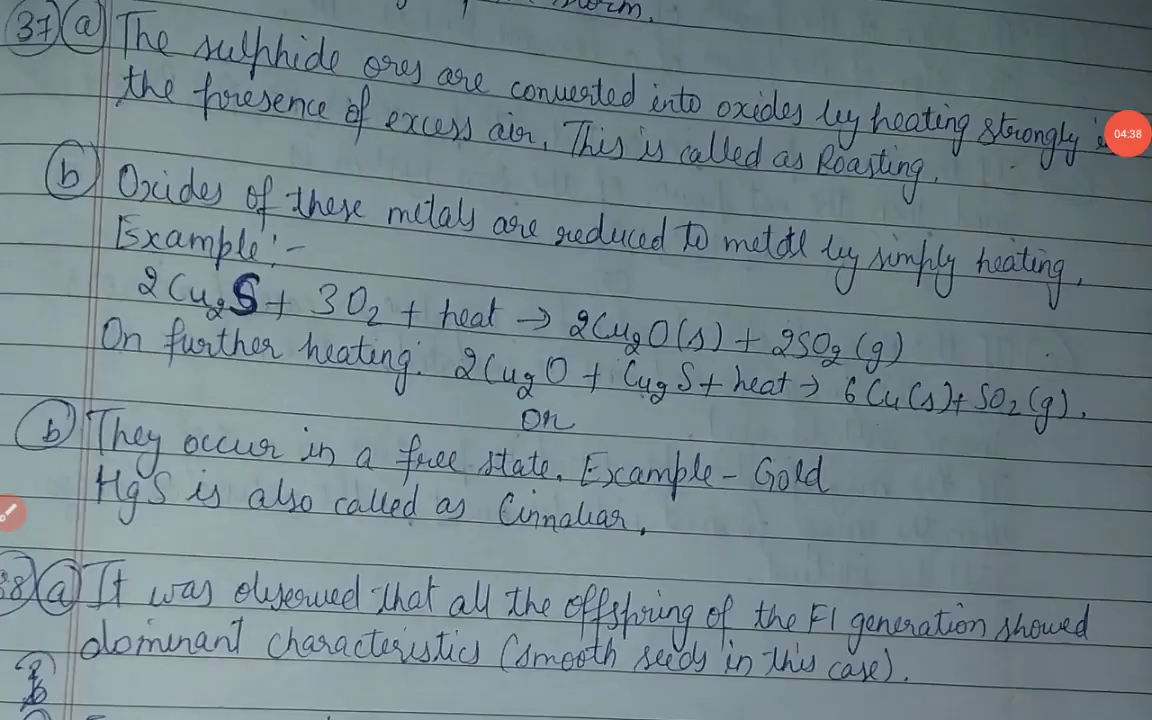 storm.
37) a) The sulphide ores are converted into oxides by heating strongly
04:38
the presence of excess air. This is called as Roasting.
b) Oxides of these metals are reduced to metal by simply heating.
Example:-
2Cu2S + 3O2 + heat → 2Cu2O(s) + 2SO2(g)
On further heating. 2Cu2O + Cu2S + heat → 6Cu(s) + SO2(g).
or
b) They occur in a free state. Example - Gold
HgS is also called as Cinnabar.
38) a) It was observed that all the offspring of the F1 generation showed
dominant characteristics (smooth seeds in this case).